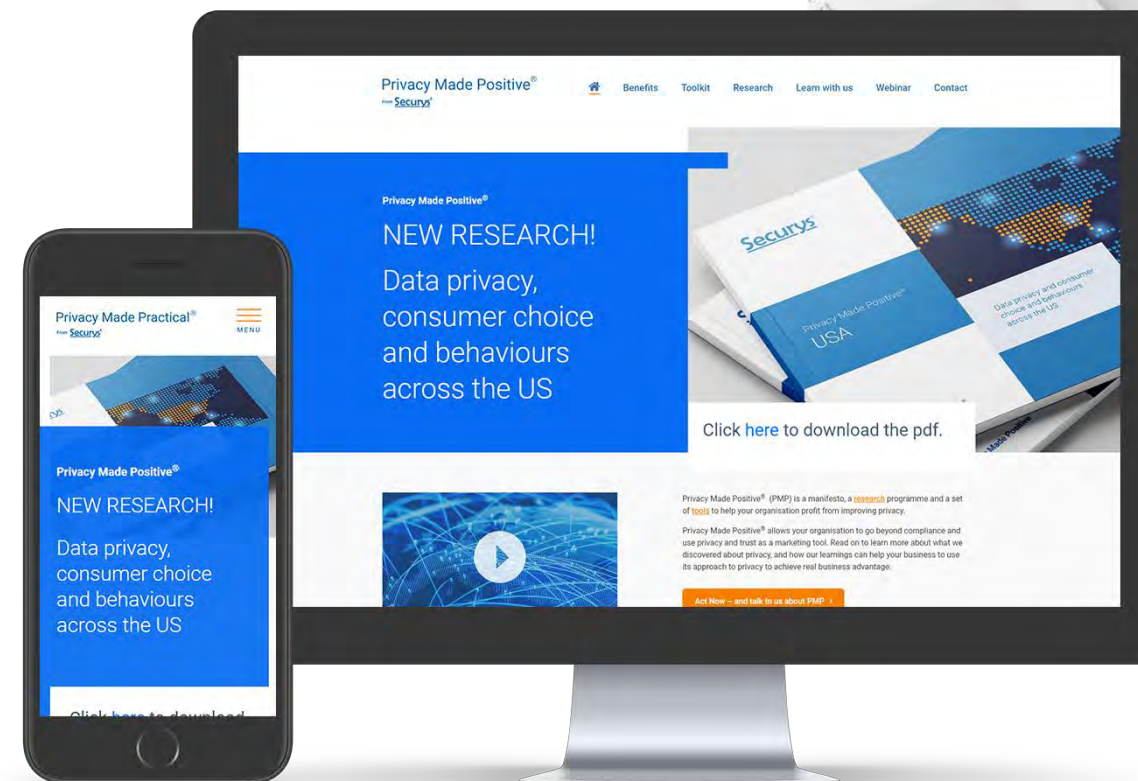 Privacy Made Positive®
From Securys®
Benefits Toolkit Research Learn with us Webinar Contact
Privacy Made Positive®
NEW RESEARCH!
Data privacy,
consumer choice
and behaviours
across the US
Securys
Privacy Made Positive®
USA
Data privacy and consumer
choice and behaviours
across the US
Made Positive
Click here to download the pdf.
Privacy Made Positive® (PMP) is a manifesto, a research programme and a set
of tools to help your organisation profit from improving privacy.
Privacy Made Positive® allows your organisation to go beyond compliance and
use privacy and trust as a marketing tool. Read on to learn more about what we
discovered about privacy, and how our learnings can help your business to use
its approach to privacy to achieve real business advantage.
Act Now – and talk to us about PMP ›
Privacy Made Practical®
From Securys®
MENU
Privacy Made Positive®
NEW RESEARCH!
Data privacy,
consumer choice
and behaviours
across the US
Click here to download